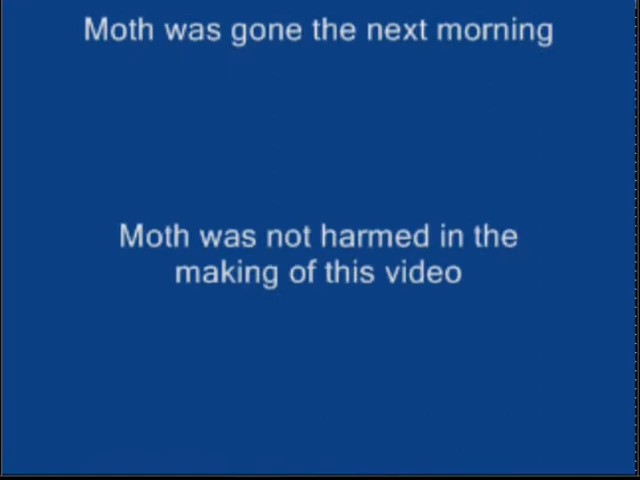 Moth was gone the next morning
Moth was not harmed in the
making of this video